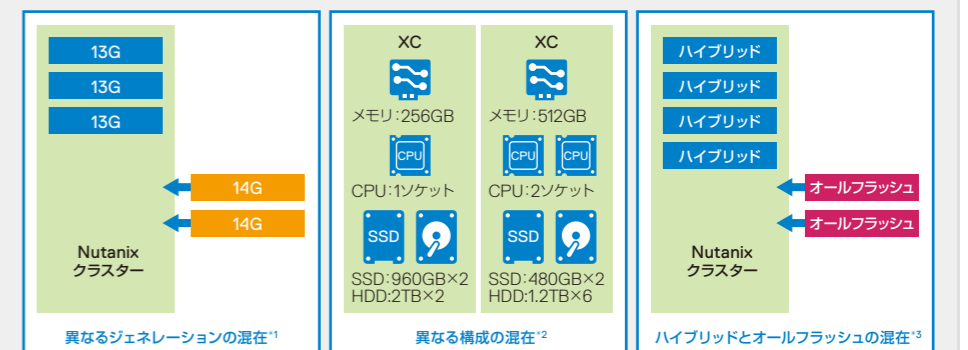 13G
13G
13G
14G
14G
Nutanix
クラスター
異なるジェネレーションの混在*1
XC
メモリ:256GB
CPU
CPU:1ソケット
SSD
SSD:960GB×2
HDD:2TB×2
XC
メモリ:512GB
CPU
CPU
CPU:2ソケット
SSD
SSD:480GB×2
HDD:1.2TB×6
異なる構成の混在*2
ハイブリッド
ハイブリッド
ハイブリッド
ハイブリッド
オールフラッシュ
オールフラッシュ
Nutanix
クラスター
ハイブリッドとオールフラッシュの混在*3